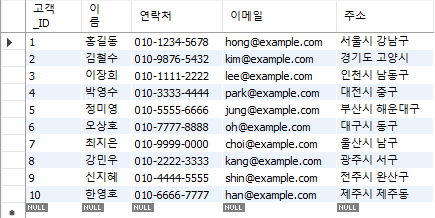 고객_ID 이름 연락처 이메일 주소
1 홍길동 010-1234-5678 hong@example.com 서울시 강남구
2 김철수 010-9876-5432 kim@example.com 경기도 고양시
3 이장희 010-1111-2222 lee@example.com 인천시 남동구
4 박영수 010-3333-4444 park@example.com 대전시 중구
5 정미영 010-5555-6666 jung@example.com 부산시 해운대구
6 오상호 010-7777-8888 oh@example.com 대구시 동구
7 최지은 010-9999-0000 choi@example.com 울산시 남구
8 강민우 010-2222-3333 kang@example.com 광주시 서구
9 신지혜 010-4444-5555 shin@example.com 전주시 완산구
10 한영호 010-6666-7777 han@example.com 제주시 제주동
NULL NULL NULL NULL NULL